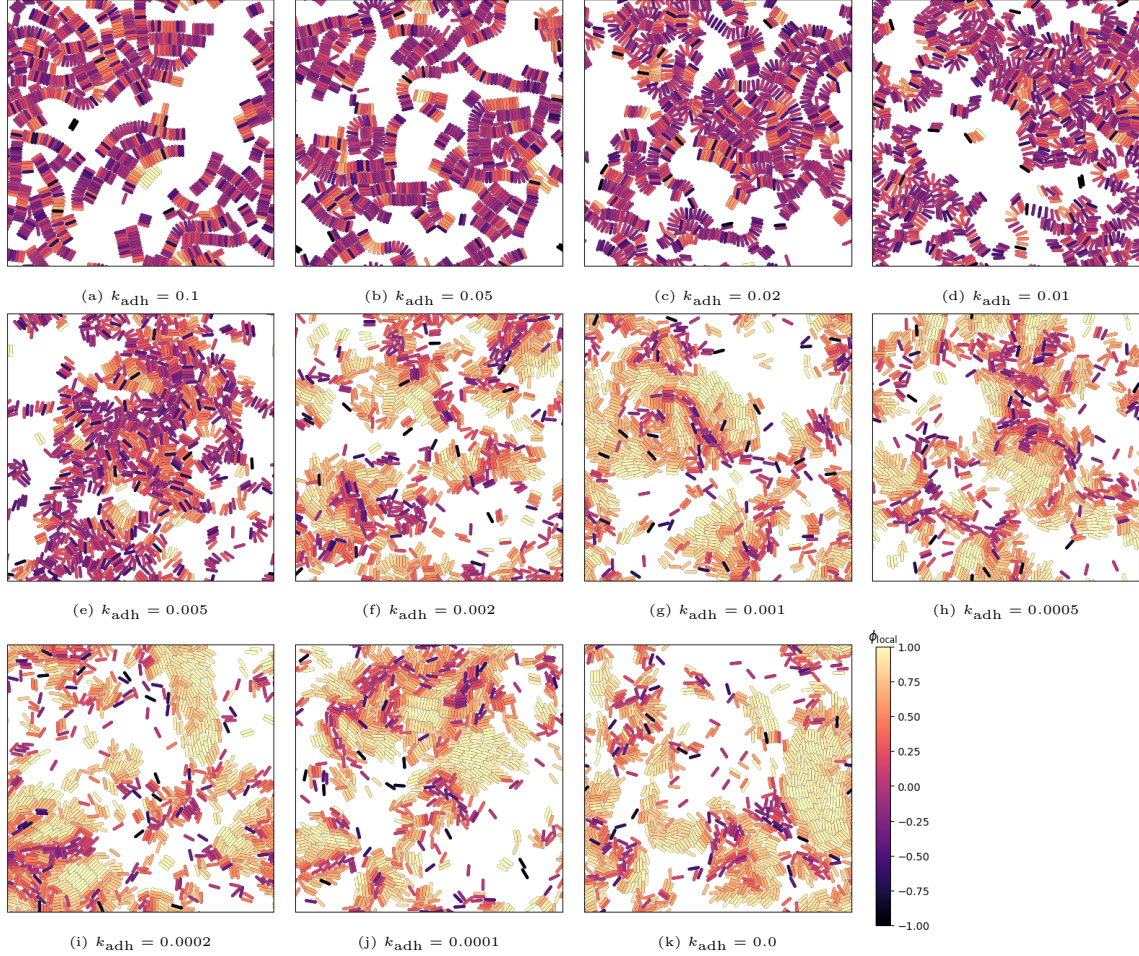 (a) k_adh = 0.1
(b) k_adh = 0.05
(c) k_adh = 0.02
(d) k_adh = 0.01
(e) k_adh = 0.005
(f) k_adh = 0.002
(g) k_adh = 0.001
(h) k_adh = 0.0005
ϕ_local
1.00
0.75
0.50
0.25
0.00
−0.25
−0.50
−0.75
−1.00
(i) k_adh = 0.0002
(j) k_adh = 0.0001
(k) k_adh = 0.0